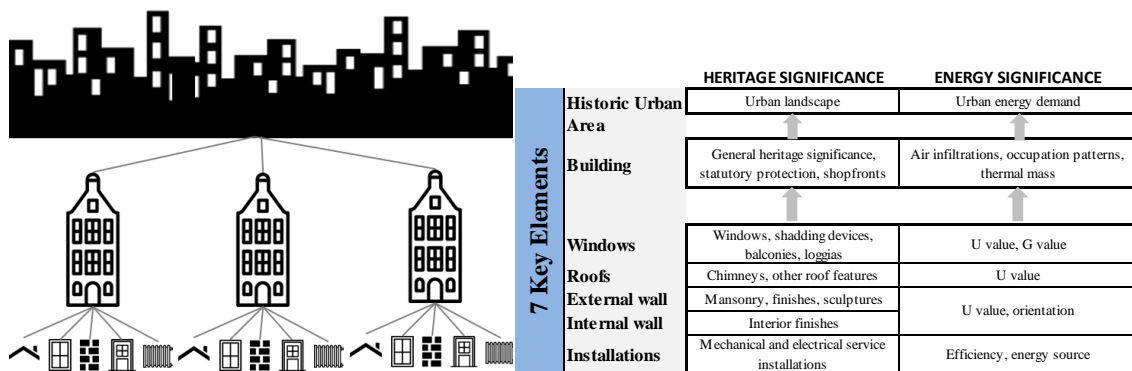 HERITAGE SIGNIFICANCE ENERGY SIGNIFICANCE
7 Key Elements
Historic Urban Area
Urban landscape
Urban energy demand
Building
General heritage significance,
statutory protection, shopfronts
Air infiltrations, occupation patterns,
thermal mass
Windows
Windows, shadding devices,
balconies, loggias
U value, G value
Roofs
Chimneys, other roof features
U value
External wall
Mansonry, finishes, sculptures
U value, orientation
Internal wall
Interior finishes
Installations
Mechanical and electrical service
installations
Efficiency, energy source